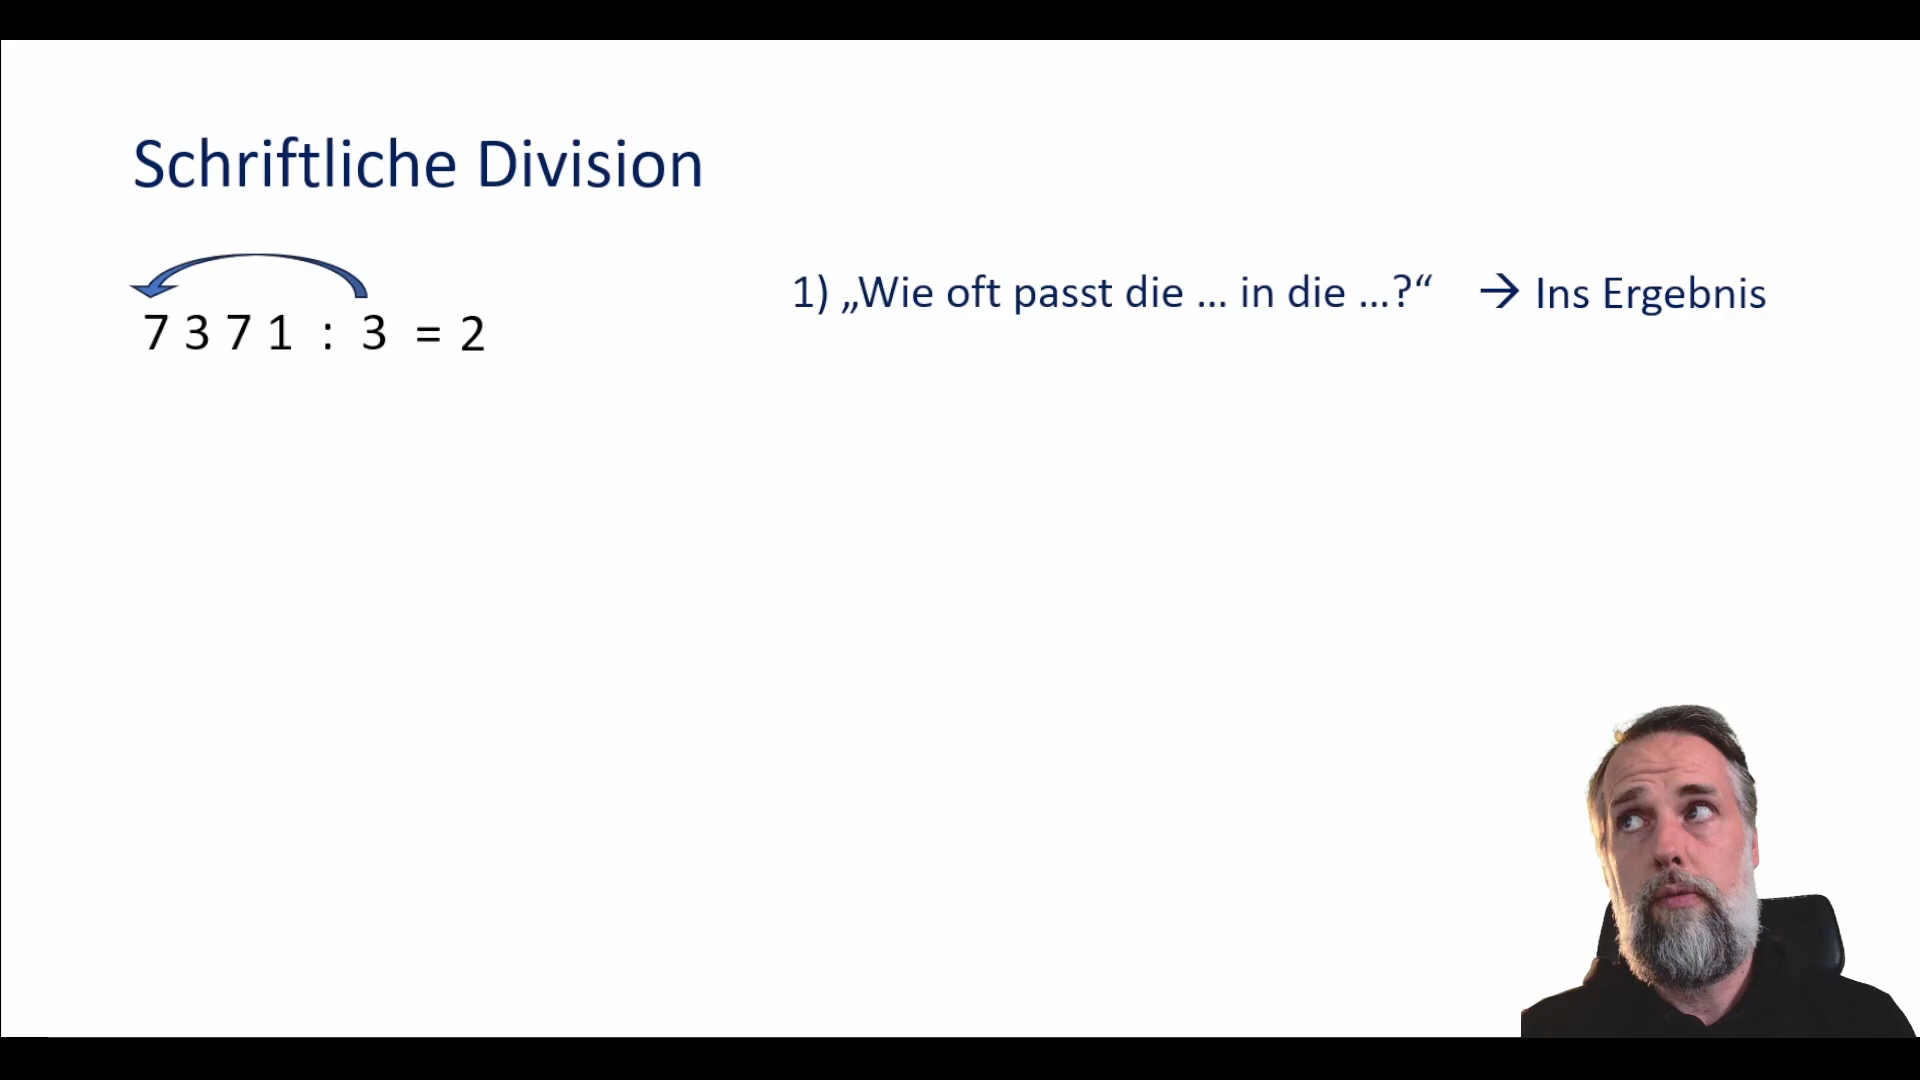 Schriftliche Division
7 3 7 1 : 3 = 2
1) „Wie oft passt die ... in die ...?“ → Ins Ergebnis